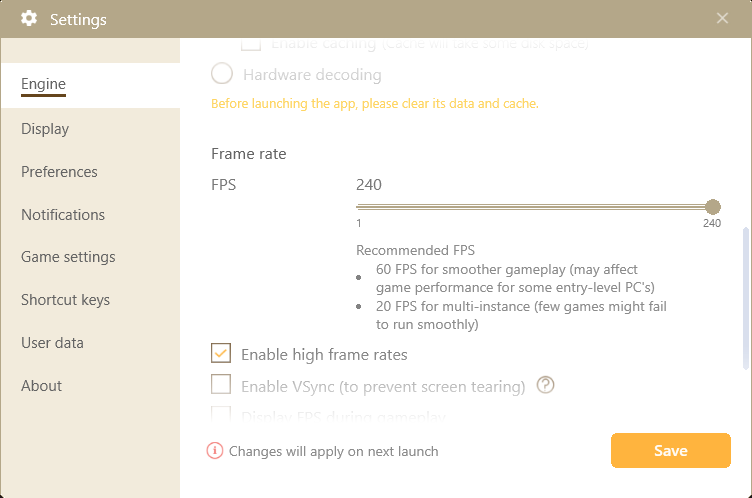 Settings
Enable caching (Cache will take some disk space)
Engine
Hardware decoding
Before launching the app, please clear its data and cache.
Display
Frame rate
Preferences
FPS
240
Notifications
1
240
Game settings
Recommended FPS
60 FPS for smoother gameplay (may affect
game performance for some entry-level PC's)
Shortcut keys
20 FPS for multi-instance (few games might fail
to run smoothly)
User data
Enable high frame rates
About
Enable VSync (to prevent screen tearing)
Display FPS during gameplay
Changes will apply on next launch
Save